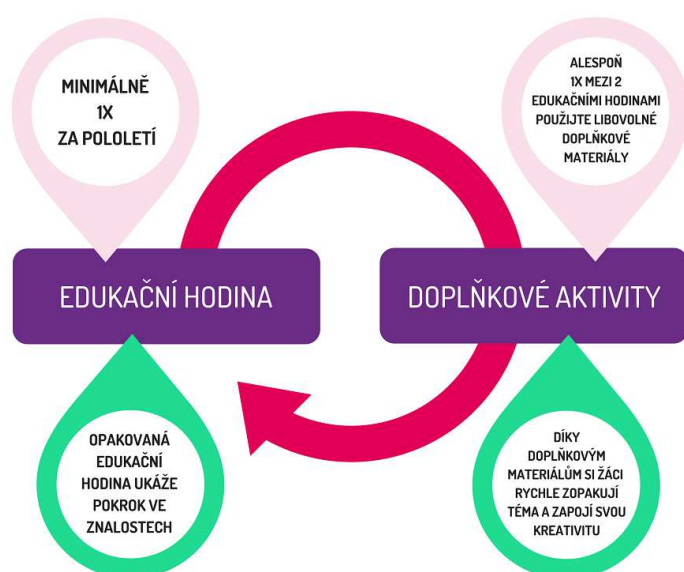 MINIMÁLNĚ
1X
ZA POLOLETÍ
ALESPOŇ
1X MEZI 2
EDUKAČNÍMI HODINAMI
POUŽIJTE LIBOVOLNÉ
DOPLŇKOVÉ
MATERIÁLY
EDUKAČNÍ HODINA
DOPLŇKOVÉ AKTIVITY
OPAKOVANÁ
EDUKAČNÍ
HODINA UKÁŽE
POKROK VE
ZNALOSTECH
DÍKY
DOPLŇKOVÝM
MATERIÁLŮM SI ŽÁCI
RYCHLE ZOPAKUJÍ
TÉMA A ZAPOJÍ SVOU
KREATIVITU